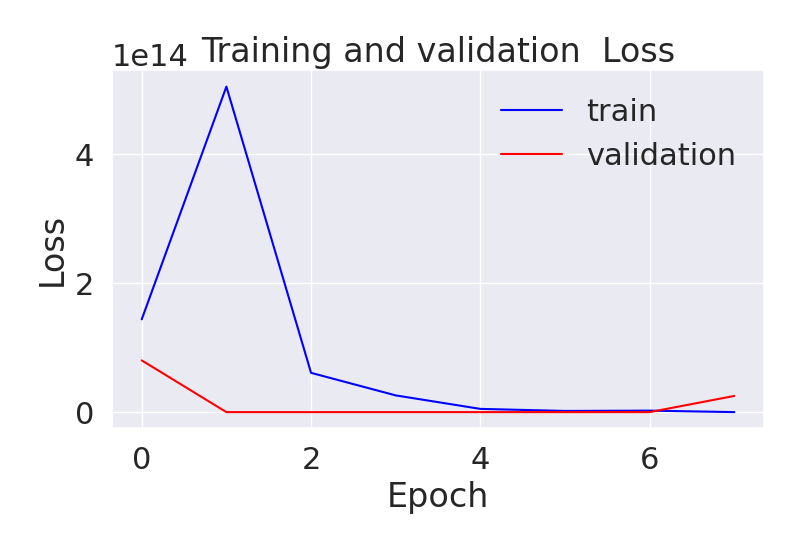 1e14 Training and validation  Loss
train
validation
4
2
0
Loss
0 2 4 6
Epoch